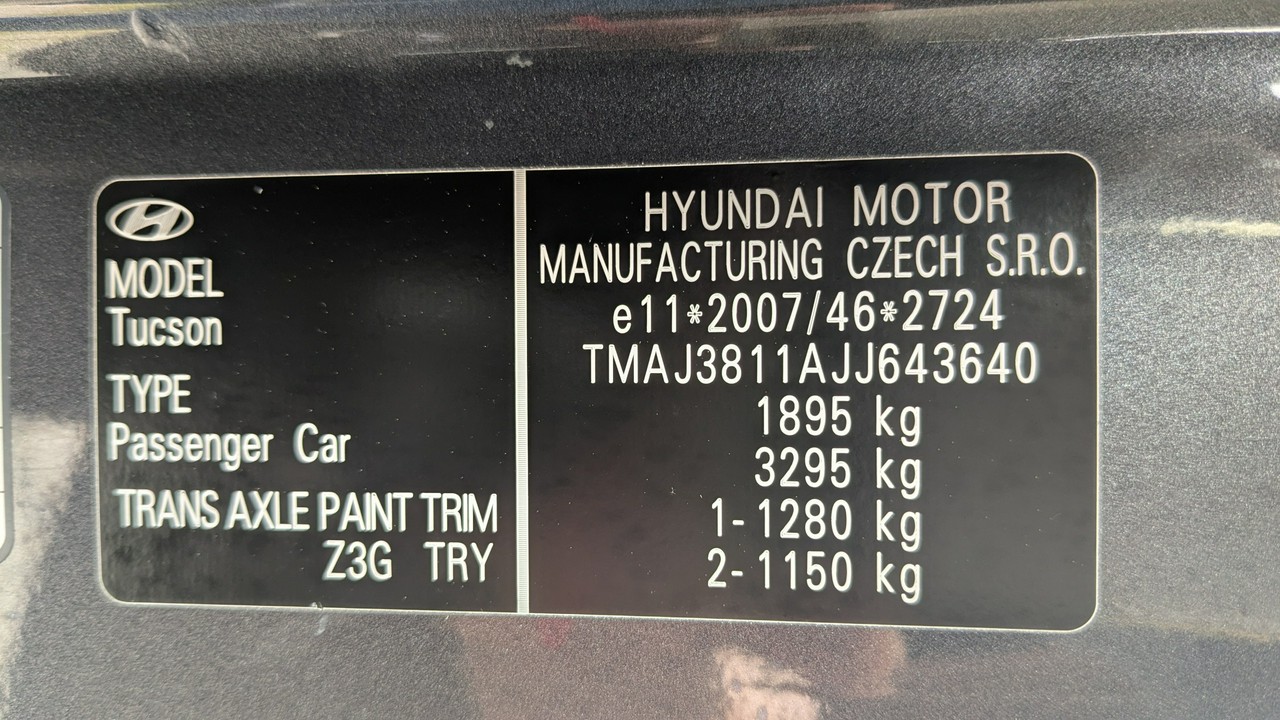 MODEL
Tucson
TYPE
Passenger Car
TRANS AXLE PAINT TRIM
Z3G TRY
HYUNDAI MOTOR
MANUFACTURING CZECH S.R.O.
e11*2007/46*2724
TMAJ3811AJJ643640
1895 kg
3295 kg
1-1280 kg
2-1150 kg